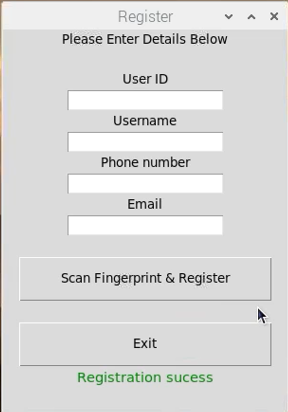 Register
Please Enter Details Below
User ID
Username
Phone number
Email
Scan Fingerprint & Register
Exit
Registration sucess